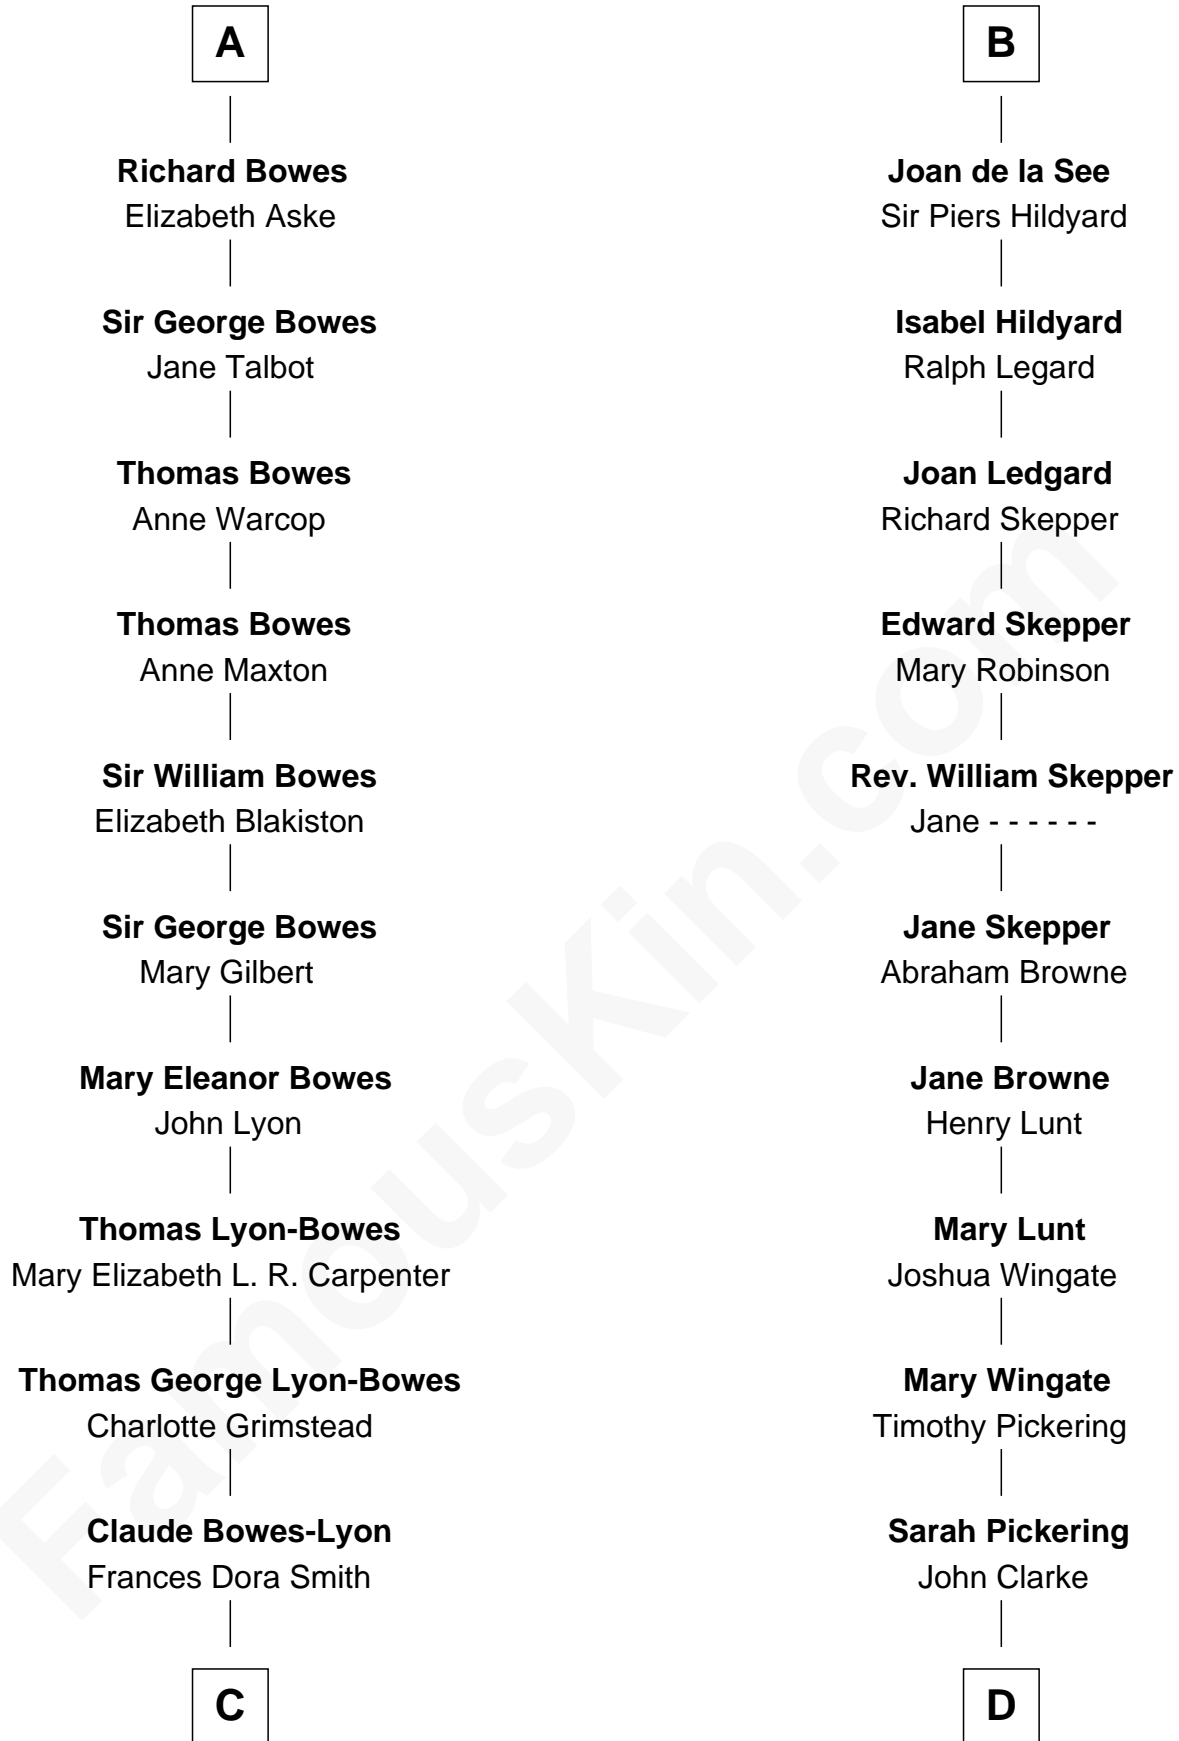 A
Richard Bowes
Elizabeth Aske
Sir George Bowes
Jane Talbot
Thomas Bowes
Anne Warcop
Thomas Bowes
Anne Maxton
Sir William Bowes
Elizabeth Blakiston
Sir George Bowes
Mary Gilbert
Mary Eleanor Bowes
John Lyon
Thomas Lyon-Bowes
Mary Elizabeth L. R. Carpenter
Thomas George Lyon-Bowes
Charlotte Grimstead
Claude Bowes-Lyon
Frances Dora Smith
C
B
Joan de la See
Sir Piers Hildyard
Isabel Hildyard
Ralph Legard
Joan Ledgard
Richard Skepper
Edward Skepper
Mary Robinson
Rev. William Skepper
Jane - - - - - -
Jane Skepper
Abraham Browne
Jane Browne
Henry Lunt
Mary Lunt
Joshua Wingate
Mary Wingate
Timothy Pickering
Sarah Pickering
John Clarke
D
FamousKin.com